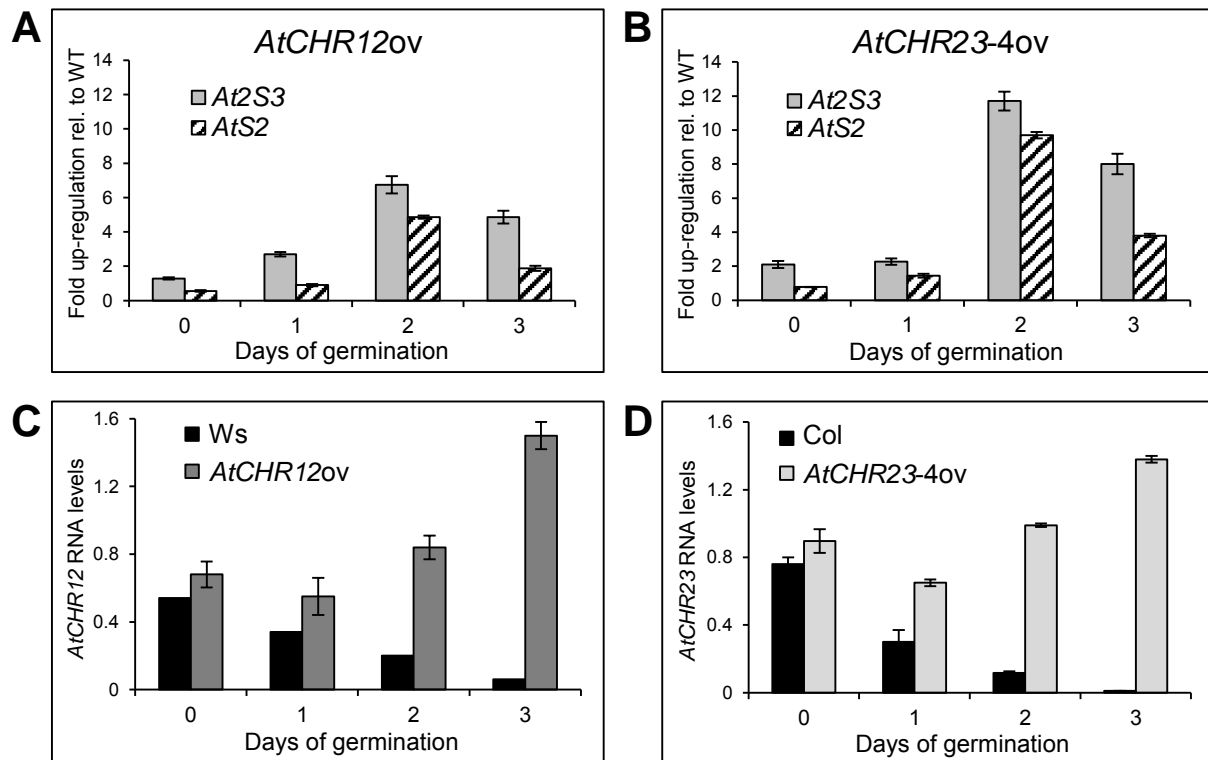 A
AtCHR12ov
Fold up-regulation rel. to WT
14
12
10
8
6
4
2
0
At2S3
AtS2
0 1 2 3
Days of germination
B
AtCHR23-4ov
Fold up-regulation rel. to WT
14
12
10
8
6
4
2
0
At2S3
AtS2
0 1 2 3
Days of germination
C
AtCHR12 RNA levels
1.6
1.2
0.8
0.4
0
Ws
AtCHR12ov
0 1 2 3
Days of germination
D
AtCHR23 RNA levels
1.6
1.2
0.8
0.4
0
Col
AtCHR23-4ov
0 1 2 3
Days of germination